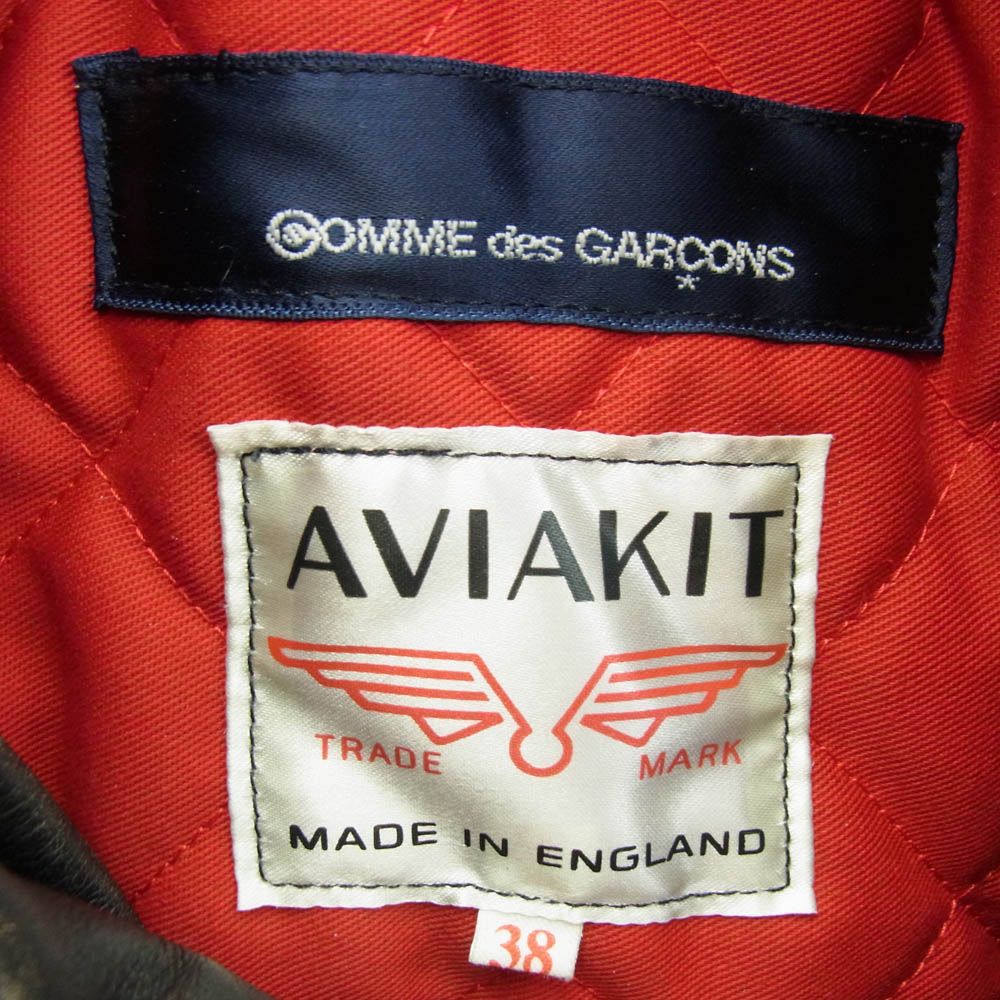 COMME des GARÇONS
*
AVIAKIT
TRADE MARK
MADE IN ENGLAND
38